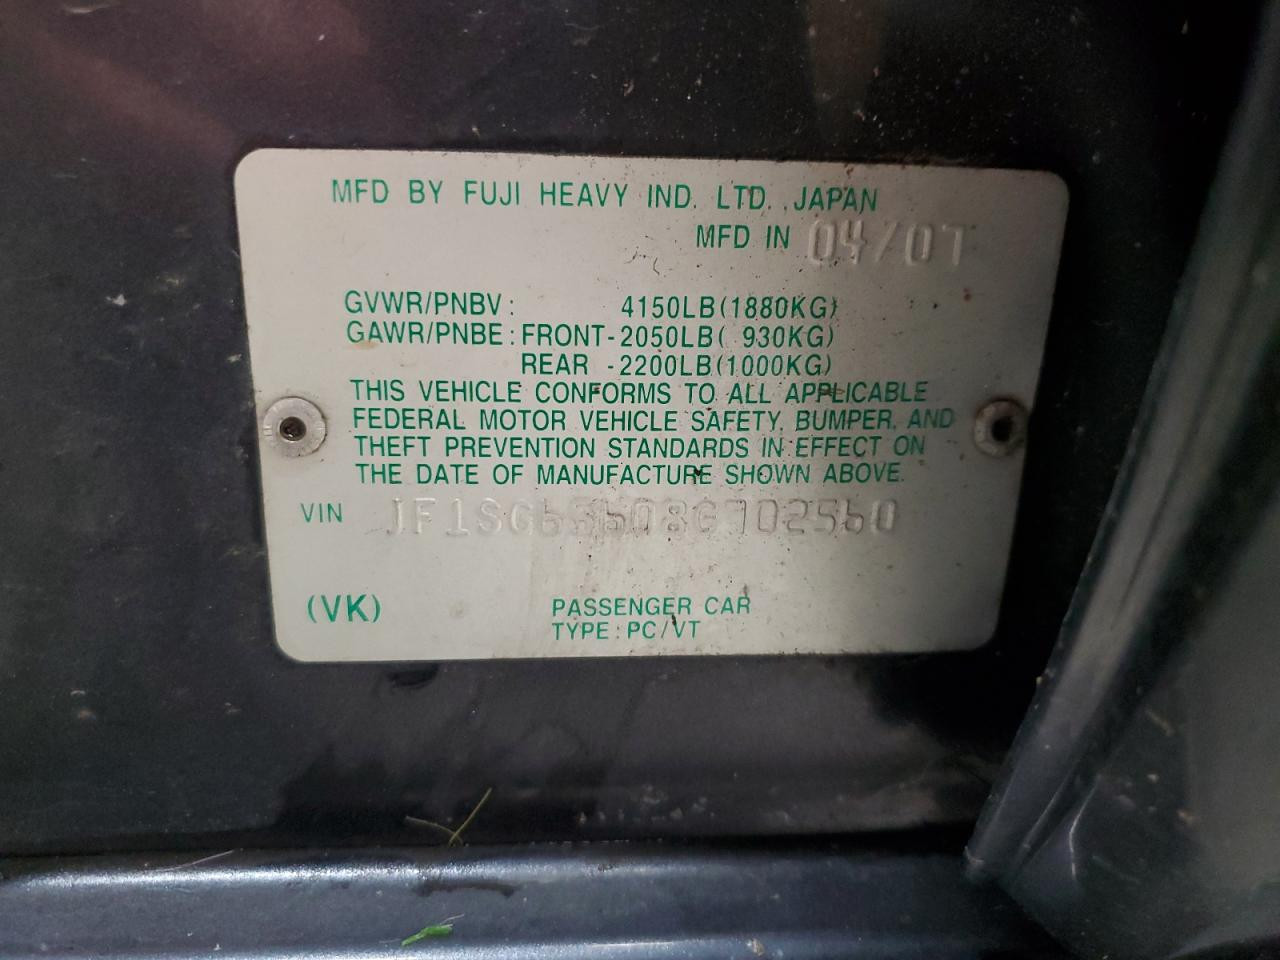 MFD BY FUJI HEAVY IND. LTD. JAPAN
MFD IN 04/07
GVWR/PNBV: 4150LB(1880KG)
GAWR/PNBE: FRONT-2050LB( 930KG)
REAR -2200LB(1000KG)
THIS VEHICLE CONFORMS TO ALL APPLICABLE
FEDERAL MOTOR VEHICLE SAFETY, BUMPER, AND
THEFT PREVENTION STANDARDS IN EFFECT ON
THE DATE OF MANUFACTURE SHOWN ABOVE.
VIN JF1SG65608G702560
(VK) PASSENGER CAR
TYPE: PC/VT